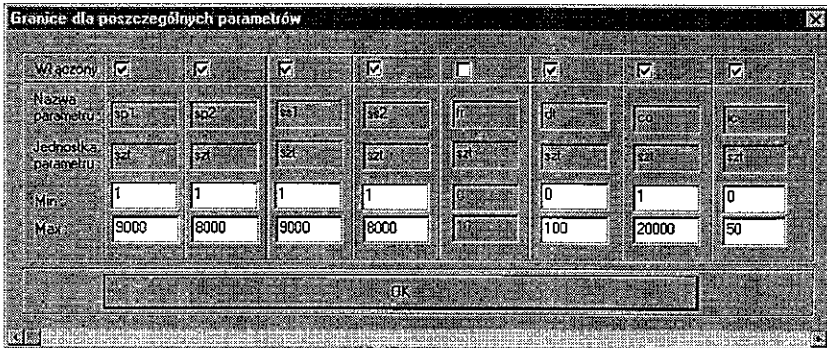 Granice dla poszczególnych parametrów
Włączony
Nazwa parametru: sp1 sp2 ss1 ss2 dt co
Jednostka parametru: szt szt szt szt szt szt szt szt
Min: 1 1 1 1 0 1 0
Max: 9000 8000 9000 8000 10 100 20000 50
OK